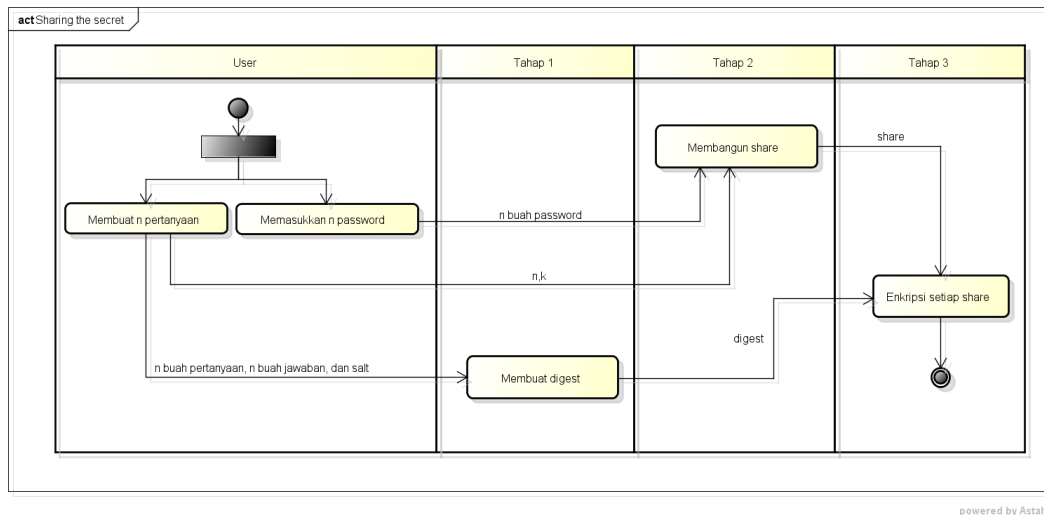 act Sharing the secret
User
Tahap 1
Tahap 2
Tahap 3
Membangun share
share
Membuat n pertanyaan
Memasukkan n password
n buah password
n,k
Enkripsi setiap share
digest
n buah pertanyaan, n buah jawaban, dan salt
Membuat digest
powered by Astah